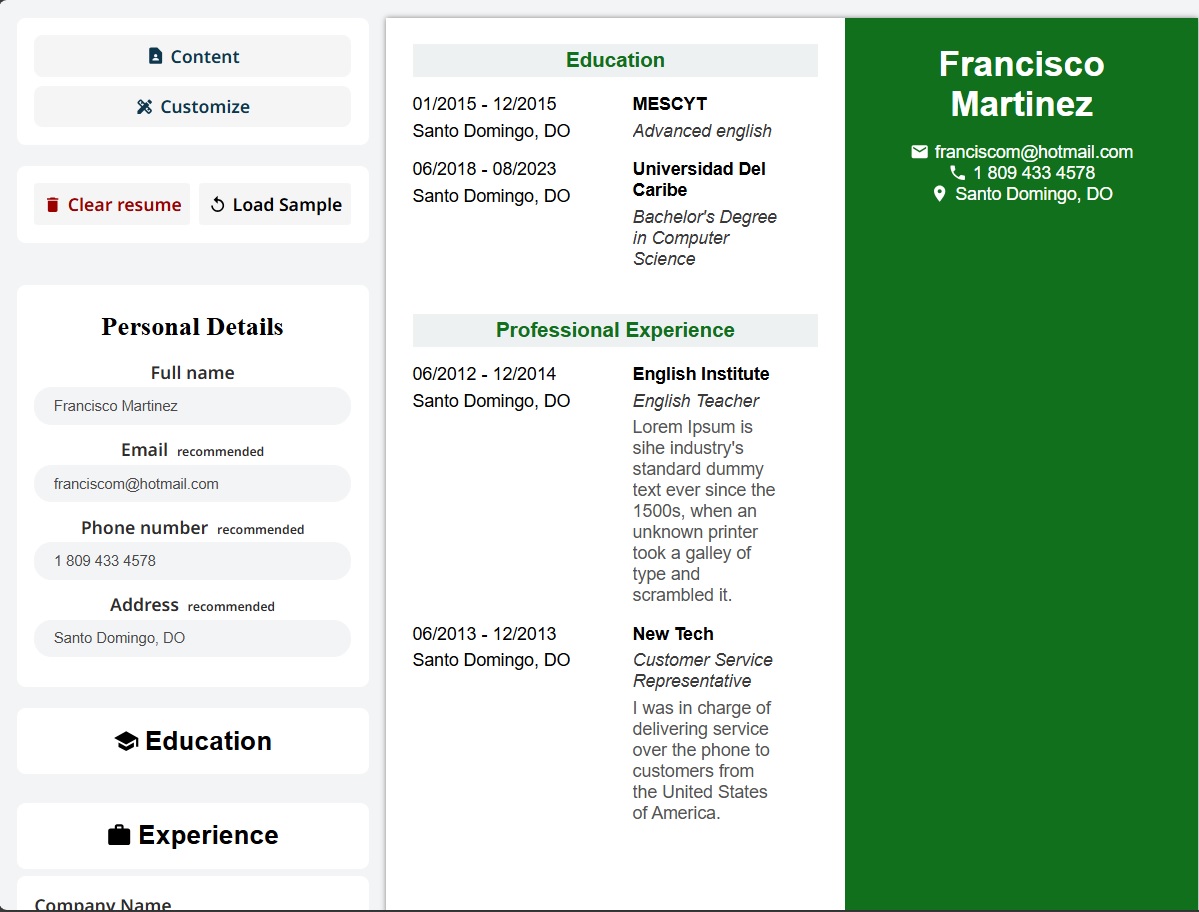 Content
Customize
Clear resume
Load Sample
Personal Details
Full name
Francisco Martinez
Email recommended
franciscom@hotmail.com
Phone number recommended
1 809 433 4578
Address recommended
Santo Domingo, DO
Education
Experience
Company Name
Education
01/2015 - 12/2015
Santo Domingo, DO
MESCYT
Advanced english
06/2018 - 08/2023
Santo Domingo, DO
Universidad Del
Caribe
Bachelor's Degree
in Computer
Science
Professional Experience
06/2012 - 12/2014
Santo Domingo, DO
English Institute
English Teacher
Lorem Ipsum is
sihe industry's
standard dummy
text ever since the
1500s, when an
unknown printer
took a galley of
type and
scrambled it.
06/2013 - 12/2013
Santo Domingo, DO
New Tech
Customer Service
Representative
I was in charge of
delivering service
over the phone to
customers from
the United States
of America.
Francisco
Martinez
franciscom@hotmail.com
1 809 433 4578
Santo Domingo, DO